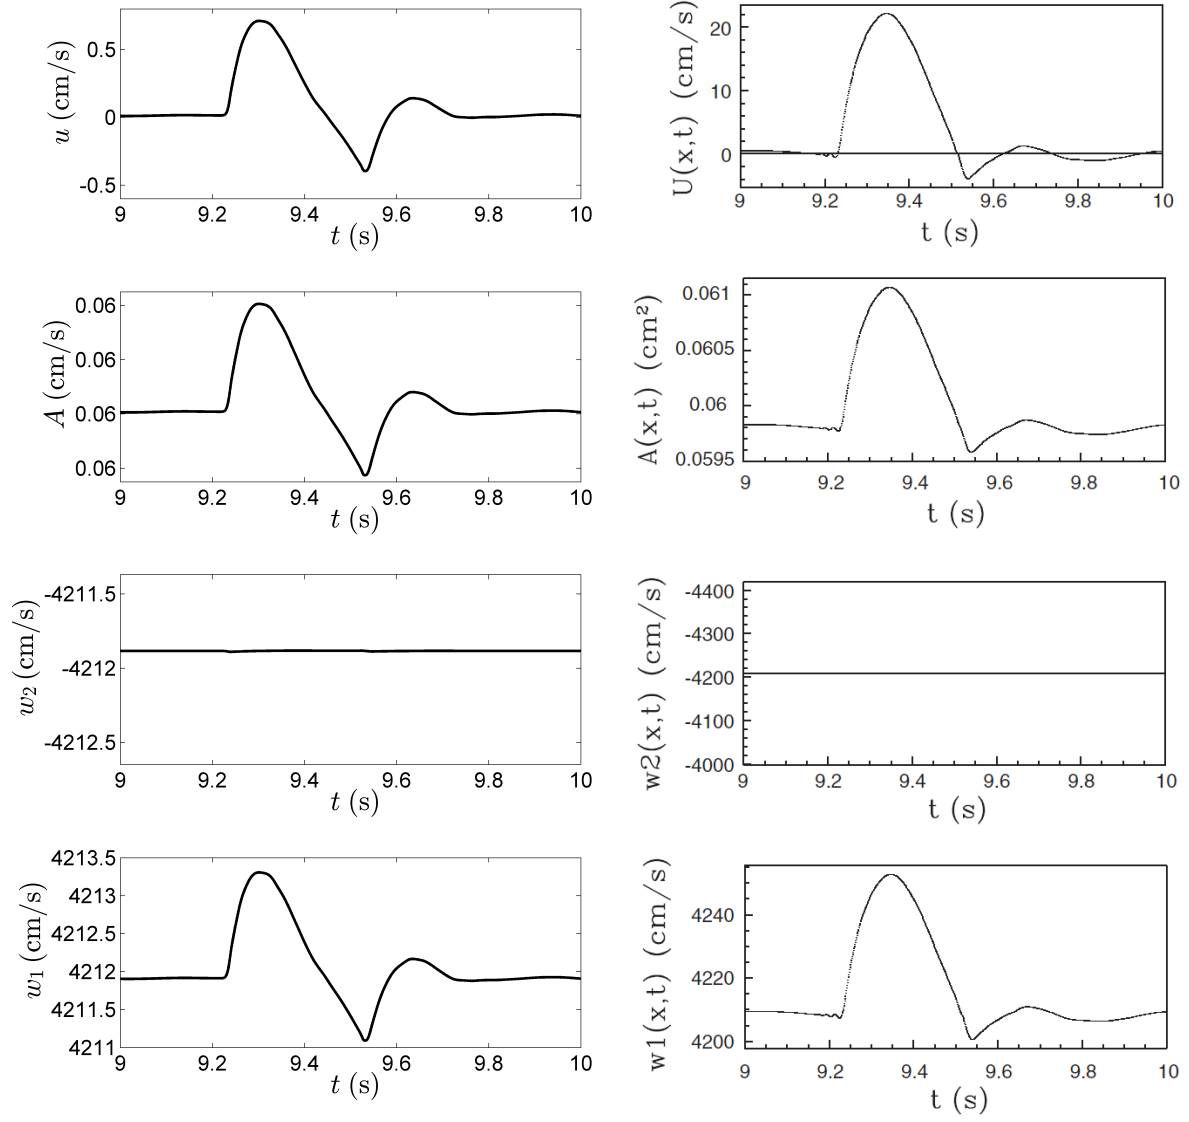 0.5
0
-0.5
u (cm/s)
9 9.2 9.4 9.6 9.8 10
t (s)
20
10
0
U(x,t) (cm/s)
9 9.2 9.4 9.6 9.8 10
t (s)
0.06
0.06
0.06
0.06
A (cm/s)
9 9.2 9.4 9.6 9.8 10
t (s)
0.061
0.0605
0.06
0.0595
A(x,t) (cm²)
9 9.2 9.4 9.6 9.8 10
t (s)
-4211.5
-4212
-4212.5
w₂ (cm/s)
9 9.2 9.4 9.6 9.8 10
t (s)
-4400
-4300
-4200
-4100
-4000
w2(x,t) (cm/s)
9 9.2 9.4 9.6 9.8 10
t (s)
4213.5
4213
4212.5
4212
4211.5
4211
w₁ (cm/s)
9 9.2 9.4 9.6 9.8 10
t (s)
4240
4220
4200
w1(x,t) (cm/s)
9 9.2 9.4 9.6 9.8 10
t (s)